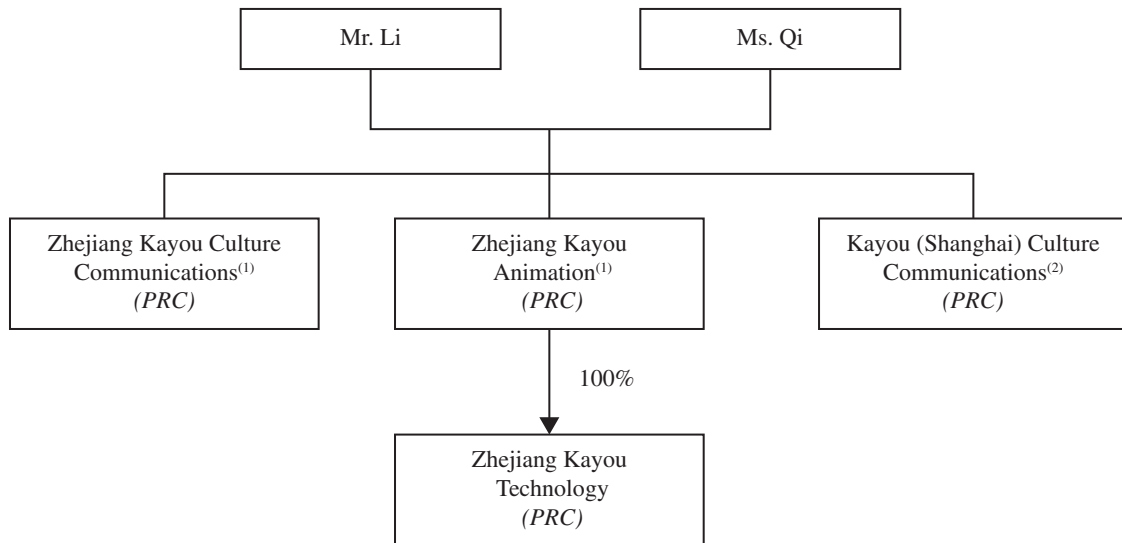 Mr. Li
Ms. Qi
Zhejiang Kayou Culture
Communications(1)
(PRC)
Zhejiang Kayou
Animation(1)
(PRC)
Kayou (Shanghai) Culture
Communications(2)
(PRC)
100%
Zhejiang Kayou
Technology
(PRC)